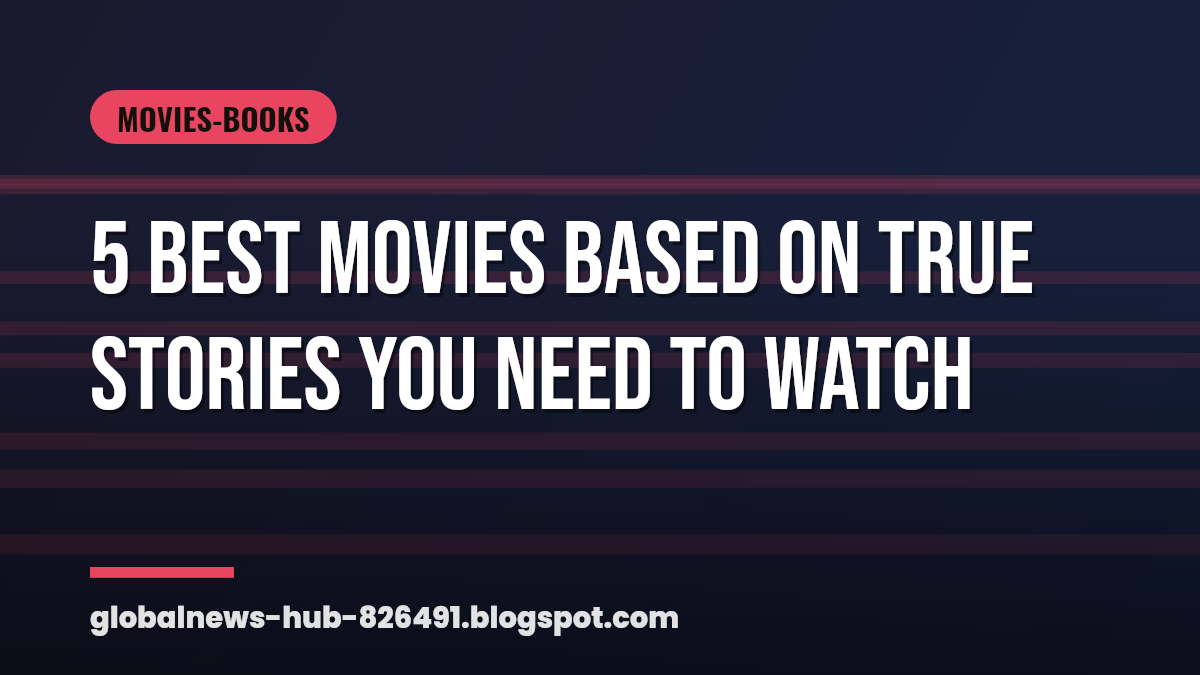 MOVIES-BOOKS
5 BEST MOVIES BASED ON TRUE
STORIES YOU NEED TO WATCH
globalnews-hub-826491.blogspot.com